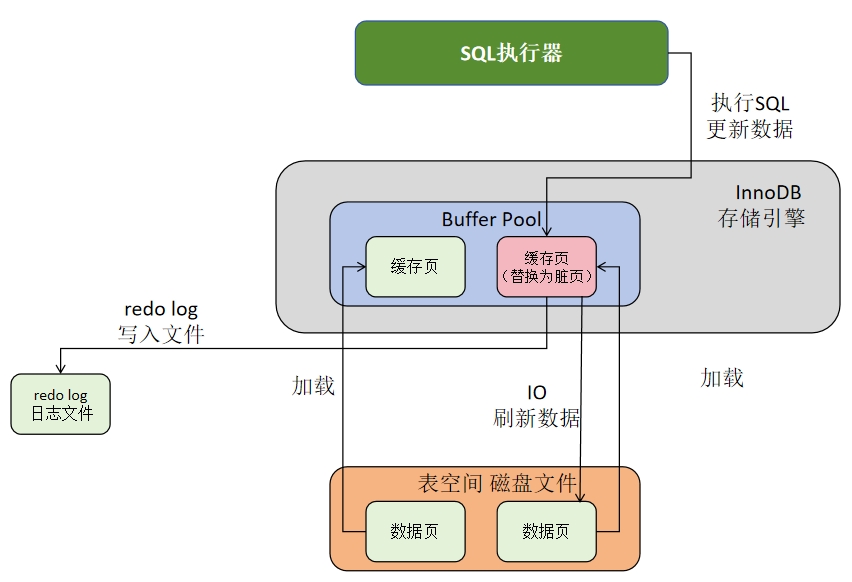 SQL执行器
执行SQL
更新数据
InnoDB
存储引擎
Buffer Pool
缓存页
缓存页
（替换为脏页）
redo log
写入文件
redo log
日志文件
加载
IO
刷新数据
加载
表空间 磁盘文件
数据页
数据页